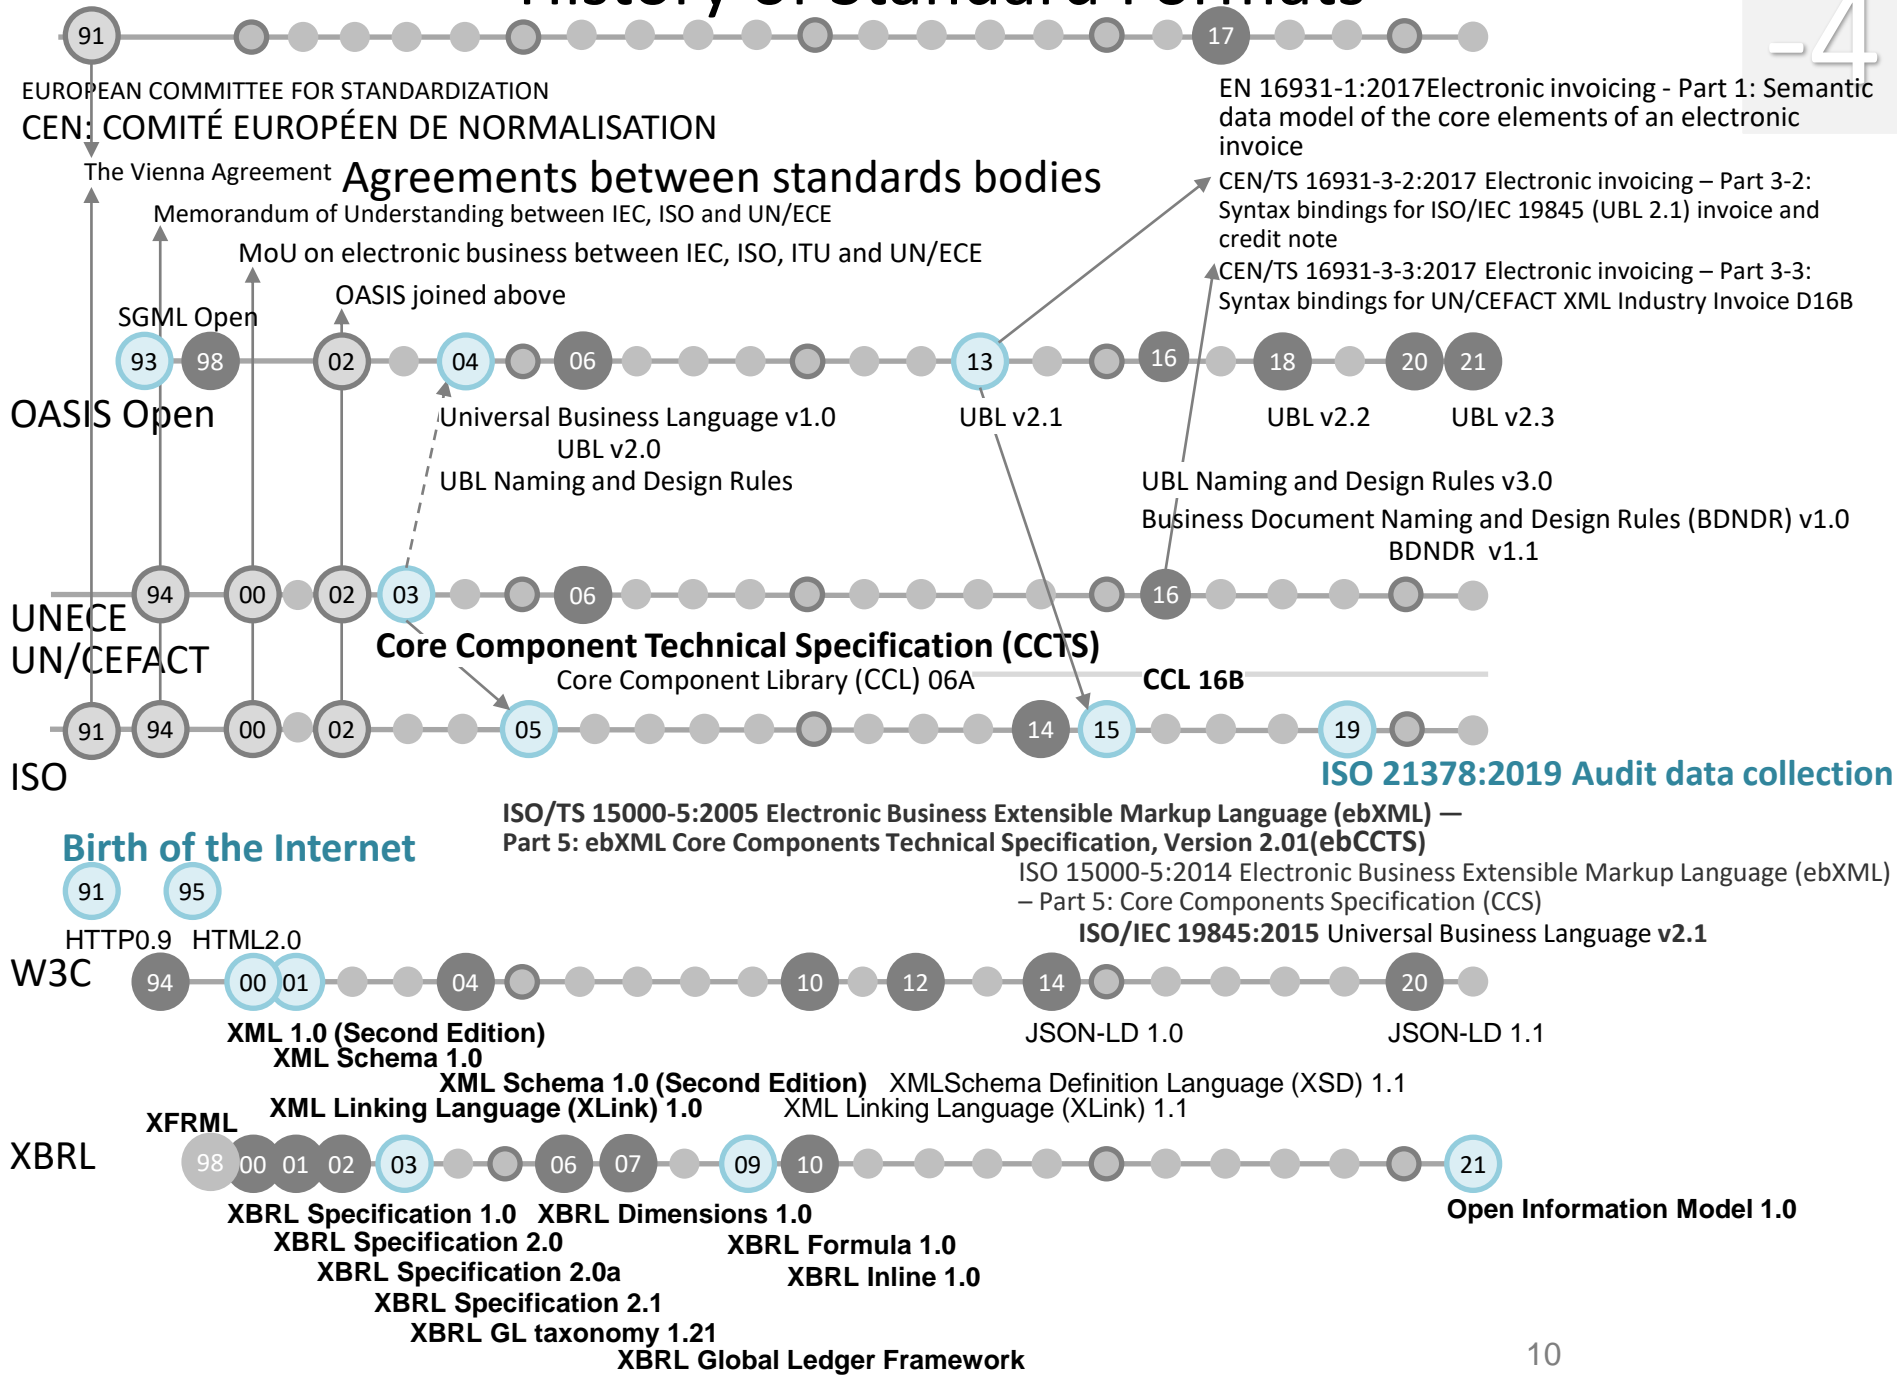 History of Standard Formats
-4
91
17
EUROPEAN COMMITTEE FOR STANDARDIZATION
CEN: COMITÉ EUROPÉEN DE NORMALISATION
EN 16931-1:2017Electronic invoicing - Part 1: Semantic
data model of the core elements of an electronic
invoice
CEN/TS 16931-3-2:2017 Electronic invoicing – Part 3-2:
Syntax bindings for ISO/IEC 19845 (UBL 2.1) invoice and
credit note
CEN/TS 16931-3-3:2017 Electronic invoicing – Part 3-3:
Syntax bindings for UN/CEFACT XML Industry Invoice D16B
The Vienna Agreement Agreements between standards bodies
Memorandum of Understanding between IEC, ISO and UN/ECE
MoU on electronic business between IEC, ISO, ITU and UN/ECE
OASIS joined above
SGML Open
93 98 02 04 06 13 16 18 20 21
OASIS Open
Universal Business Language v1.0 UBL v2.1 UBL v2.2 UBL v2.3
UBL v2.0
UBL Naming and Design Rules UBL Naming and Design Rules v3.0
Business Document Naming and Design Rules (BDNDR) v1.0
BDNDR v1.1
94 00 02 03 06 16
UNECE
UN/CEFACT
Core Component Technical Specification (CCTS)
Core Component Library (CCL) 06A CCL 16B
91 94 00 02 05 14 15 19
ISO
ISO 21378:2019 Audit data collection
ISO/TS 15000-5:2005 Electronic Business Extensible Markup Language (ebXML) —
Part 5: ebXML Core Components Technical Specification, Version 2.01(ebCCTS)
ISO 15000-5:2014 Electronic Business Extensible Markup Language (ebXML)
– Part 5: Core Components Specification (CCS)
ISO/IEC 19845:2015 Universal Business Language v2.1
Birth of the Internet
91 95
HTTP0.9 HTML2.0
W3C
94 00 01 04 10 12 14 20
XML 1.0 (Second Edition) JSON-LD 1.0 JSON-LD 1.1
XML Schema 1.0
XML Schema 1.0 (Second Edition) XMLSchema Definition Language (XSD) 1.1
XML Linking Language (XLink) 1.0 XML Linking Language (XLink) 1.1
XFRML
XBRL
98 00 01 02 03 06 07 09 10 21
XBRL Specification 1.0 XBRL Dimensions 1.0 Open Information Model 1.0
XBRL Specification 2.0 XBRL Formula 1.0
XBRL Specification 2.0a XBRL Inline 1.0
XBRL Specification 2.1
XBRL GL taxonomy 1.21
XBRL Global Ledger Framework
10